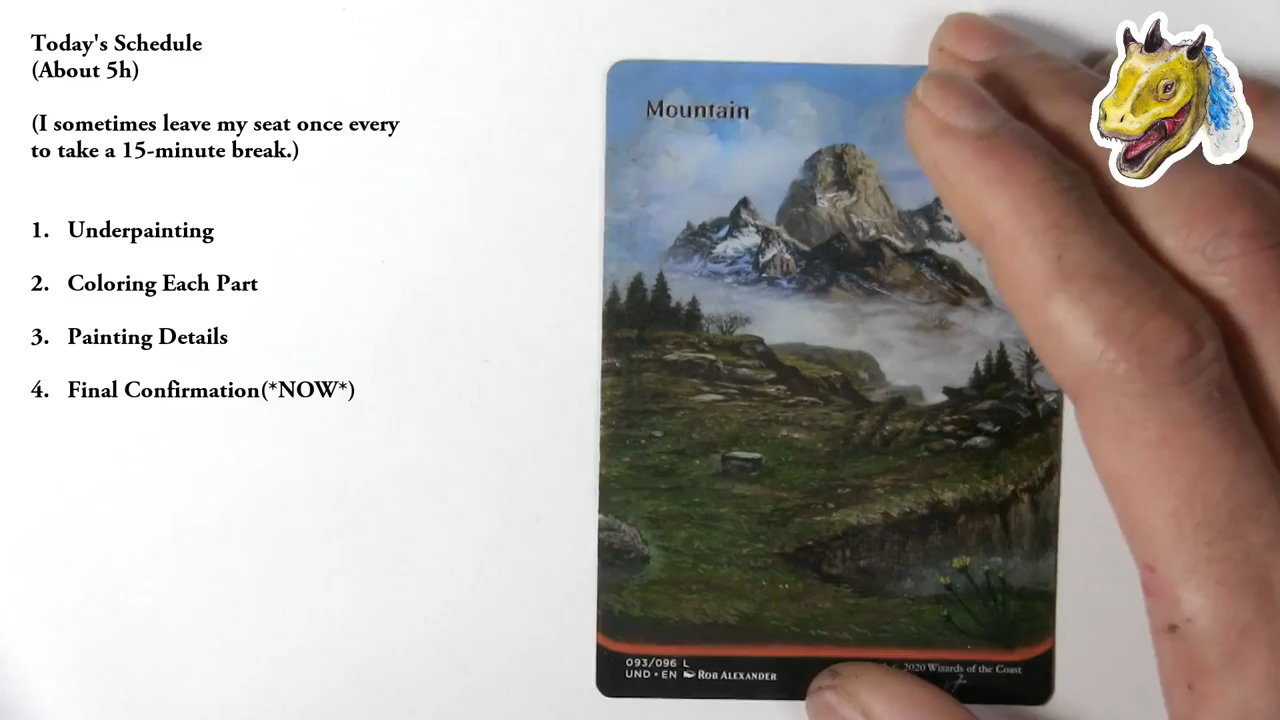 Today's Schedule
(About 5h)
(I sometimes leave my seat once every
to take a 15-minute break.)
1. Underpainting
2. Coloring Each Part
3. Painting Details
4. Final Confirmation(*NOW*)
Mountain
093/096 L
UND • EN Rob Alexander
2020 Wizards of the Coast